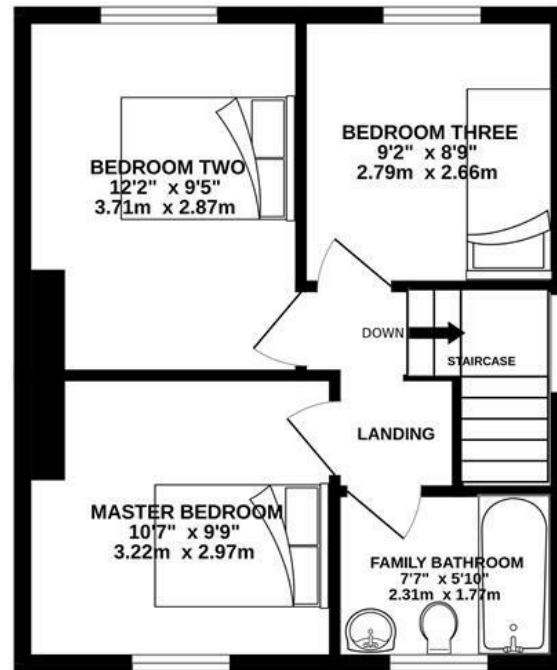 BEDROOM TWO
12'2" x 9'5"
3.71m x 2.87m
BEDROOM THREE
9'2" x 8'9"
2.79m x 2.66m
DOWN
STAIRCASE
LANDING
MASTER BEDROOM
10'7" x 9'9"
3.22m x 2.97m
FAMILY BATHROOM
7'7" x 5'10"
2.31m x 1.77m